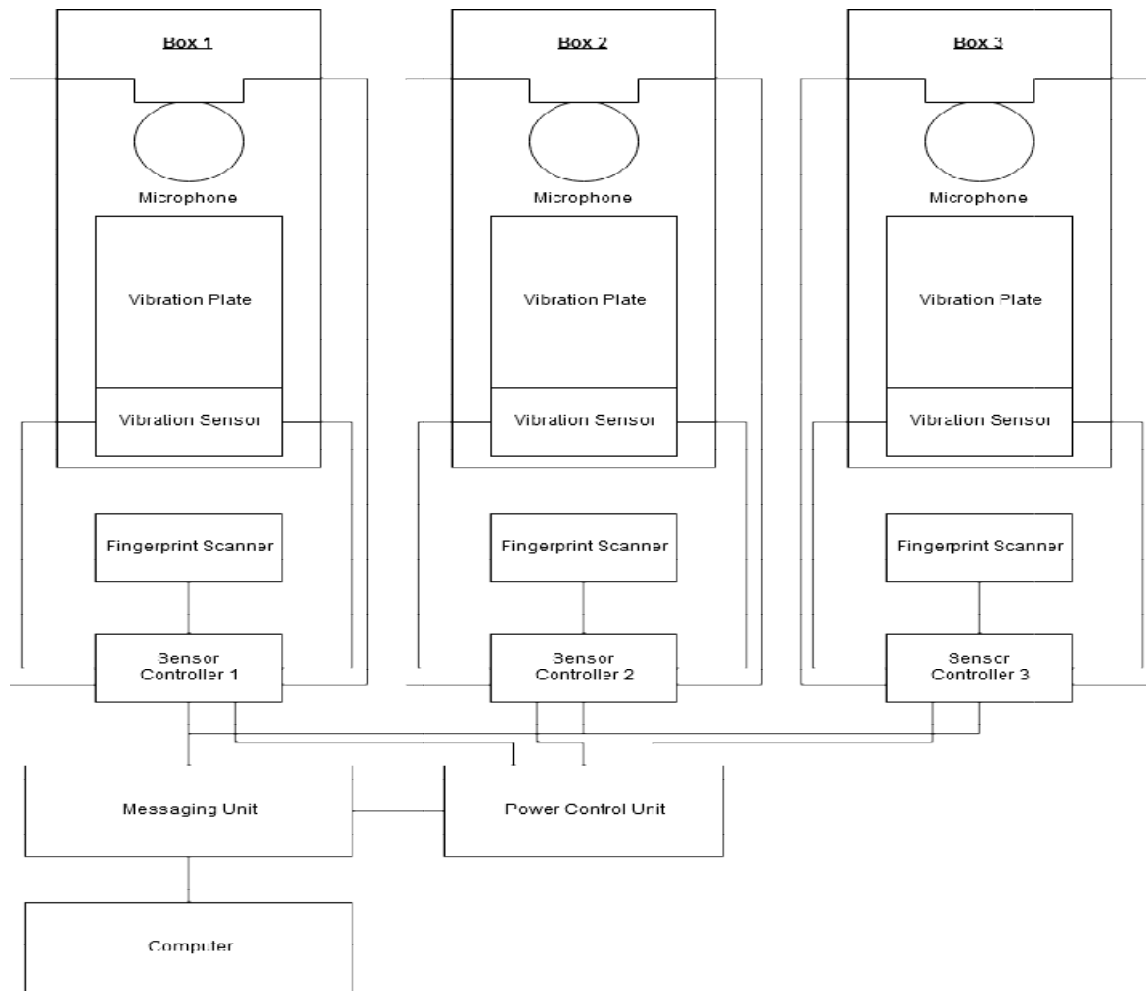 Box 1
Box 2
Box 3
Microphone
Microphone
Microphone
Vibration Plate
Vibration Plate
Vibration Plate
Vibration Sensor
Vibration Sensor
Vibration Sensor
Fingerprint Scanner
Fingerprint Scanner
Fingerprint Scanner
Sensor
Controller 1
Sensor
Controller 2
Sensor
Controller 3
Messaging Unit
Power Control Unit
Computer